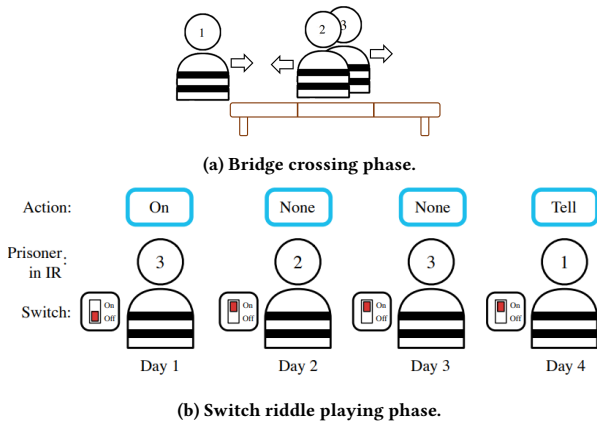 1 2 3
(a) Bridge crossing phase.
Action: On None None Tell
Prisoner in IR: 3 2 3 1
Switch: On Off On Off On Off On Off
Day 1 Day 2 Day 3 Day 4
(b) Switch riddle playing phase.